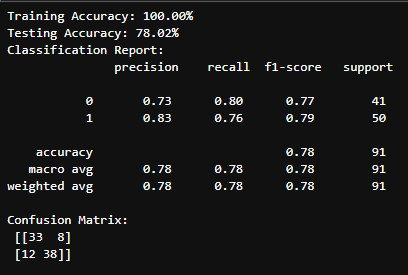 Training Accuracy: 100.00%
Testing Accuracy: 78.02%
Classification Report:
              precision    recall  f1-score   support

           0       0.73      0.80      0.77        41
           1       0.83      0.76      0.79        50

    accuracy                           0.78        91
   macro avg       0.78      0.78      0.78        91
weighted avg       0.78      0.78      0.78        91

Confusion Matrix:
 [[33  8]
 [12 38]]